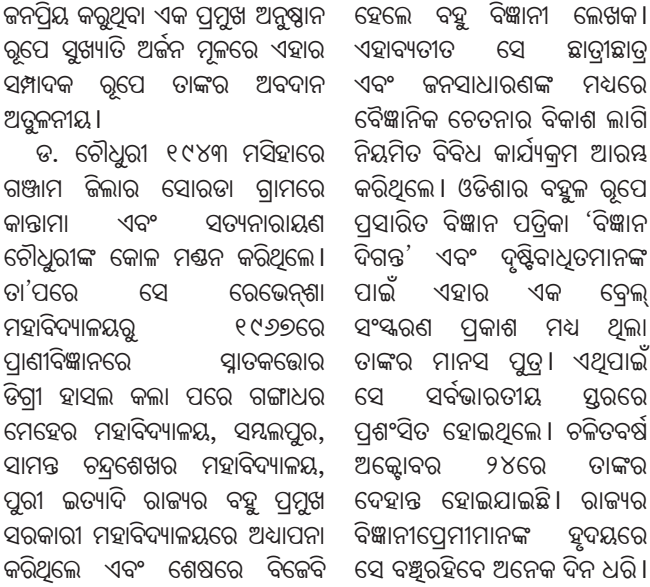 ଜନପ୍ରିୟ କରୁଥିବା ଏକ ପ୍ରମୁଖ ଅନୁଷ୍ଠାନ
ରୂପେ ସୁଖ୍ୟାତି ଅର୍ଜନ ମୂଳରେ ଏହାର
ସମ୍ପାଦକ ରୂପେ ତାଙ୍କର ଅବଦାନ
ଅତୁଳନୀୟ।
ଡ. ଚୌଧୁରୀ ୧୯୪୩ ମସିହାରେ
ଗଞ୍ଜାମ ଜିଲାର ସୋରଡା ଗ୍ରାମରେ
କାନ୍ତାମା ଏବଂ ସତ୍ୟନାରାୟଣ
ଚୌଧୁରୀଙ୍କ କୋଳ ମଣ୍ଡନ କରିଥିଲେ।
ତା'ପରେ ସେ ରେଭେନ୍ଶା
ମହାବିଦ୍ୟାଳୟରୁ ୧୯୬୭ରେ
ପ୍ରାଣୀବିଜ୍ଞାନରେ ସ୍ନାତକତ୍ତୋର
ଡିଗ୍ରୀ ହାସଲ କଲା ପରେ ଗଙ୍ଗାଧର
ମେହେର ମହାବିଦ୍ୟାଳୟ, ସମ୍ବଲପୁର,
ସାମନ୍ତ ଚନ୍ଦ୍ରଶେଖର ମହାବିଦ୍ୟାଳୟ,
ପୁରୀ ଇତ୍ୟାଦି ରାଜ୍ୟର ବହୁ ପ୍ରମୁଖ
ସରକାରୀ ମହାବିଦ୍ୟାଳୟରେ ଅଧ୍ୟାପନା
କରିଥିଲେ ଏବଂ ଶେଷରେ ବିଜେବି
ହେଲେ ବହୁ ବିଜ୍ଞାନୀ ଲେଖକ।
ଏହାବ୍ୟତୀତ ସେ ଛାତ୍ରୀଛାତ୍ର
ଏବଂ ଜନସାଧାରଣଙ୍କ ମଧ୍ୟରେ
ବୈଜ୍ଞାନିକ ଚେତନାର ବିକାଶ ଲାଗି
ନିୟମିତ ବିବିଧ କାର୍ଯ୍ୟକ୍ରମ ଆରମ୍ଭ
କରିଥିଲେ। ଓଡିଶାର ବହୁଳ ରୂପେ
ପ୍ରସାରିତ ବିଜ୍ଞାନ ପତ୍ରିକା ‘ବିଜ୍ଞାନ
ଦିଗନ୍ତ’ ଏବଂ ଦୃଷ୍ଟିବାଧିତମାନଙ୍କ
ପାଇଁ ଏହାର ଏକ ବ୍ରେଲ୍
ସଂସ୍କରଣ ପ୍ରକାଶ ମଧ୍ୟ ଥିଲା
ତାଙ୍କର ମାନସ ପୁତ୍ର। ଏଥିପାଇଁ
ସେ ସର୍ବଭାରତୀୟ ସ୍ତରରେ
ପ୍ରଶଂସିତ ହୋଇଥିଲେ। ଚଳିତବର୍ଷ
ଅକ୍ଟୋବର ୨୪ରେ ତାଙ୍କର
ଦେହାନ୍ତ ହୋଇଯାଇଛି। ରାଜ୍ୟର
ବିଜ୍ଞାନୀପ୍ରେମୀମାନଙ୍କ ହୃଦୟରେ
ସେ ବଞ୍ଚିରହିବେ ଅନେକ ଦିନ ଧରି।